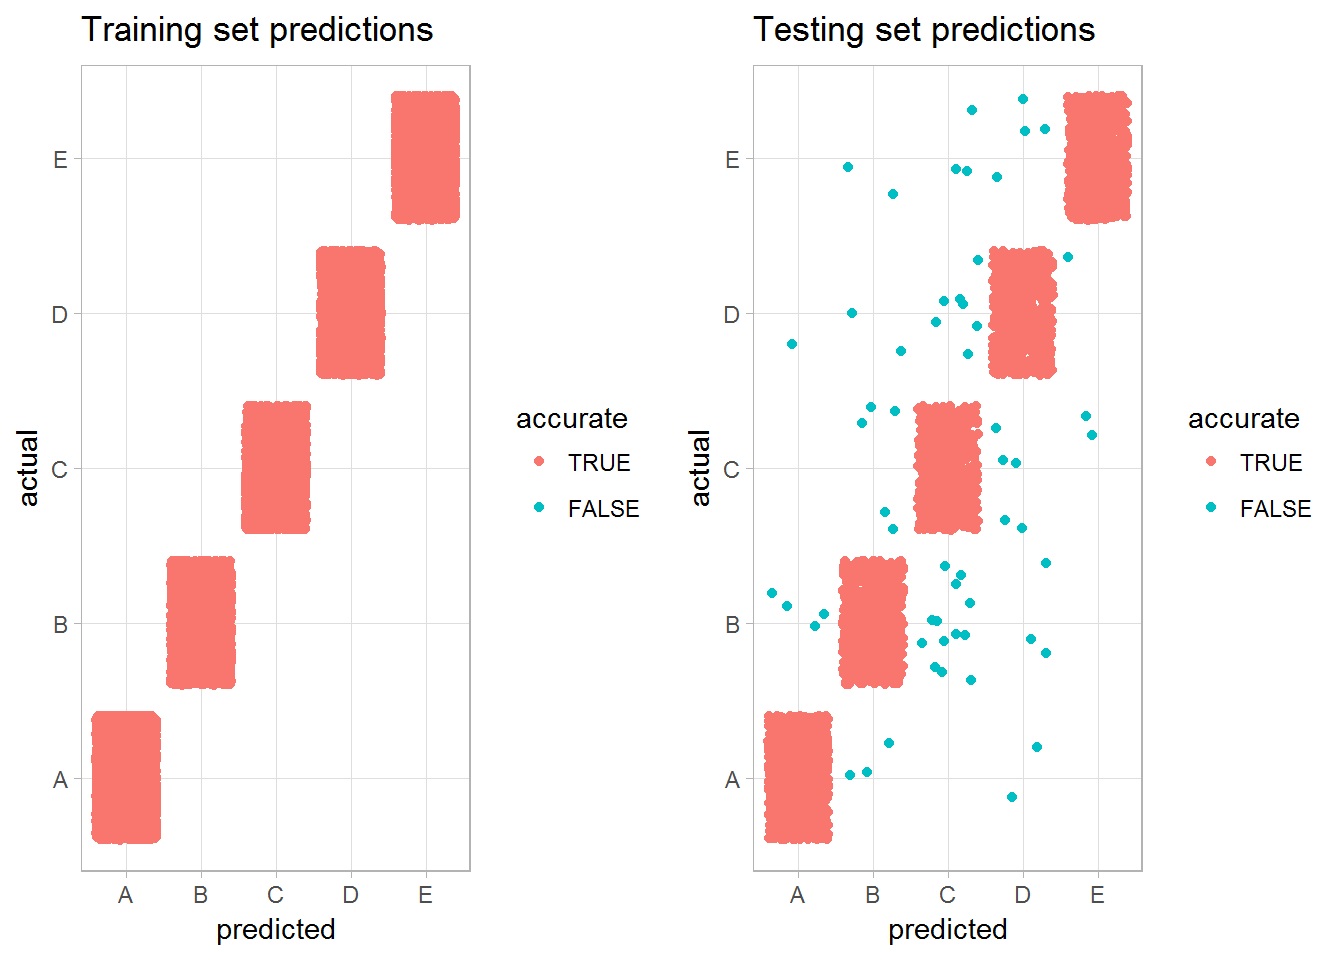 Training set predictions
E
D
C
B
A
actual
A B C D E
predicted
accurate
TRUE
FALSE
Testing set predictions
E
D
C
B
A
actual
A B C D E
predicted
accurate
TRUE
FALSE